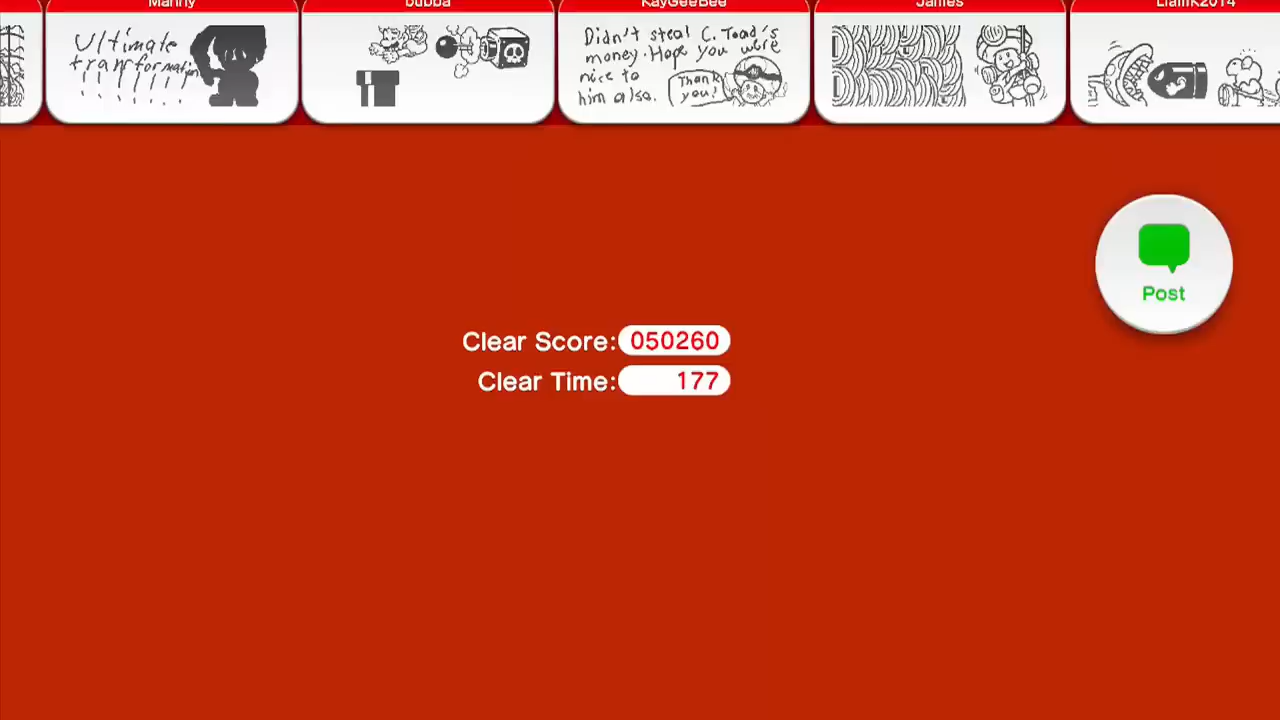 Manny
bubba
KayGeeBee
James
LiamK2014
Ultimate
transformation
Didn't steal C. Toad's
money. Hope you were
nice to
him also.
Thank
you!
Post
Clear Score: 050260
Clear Time: 177